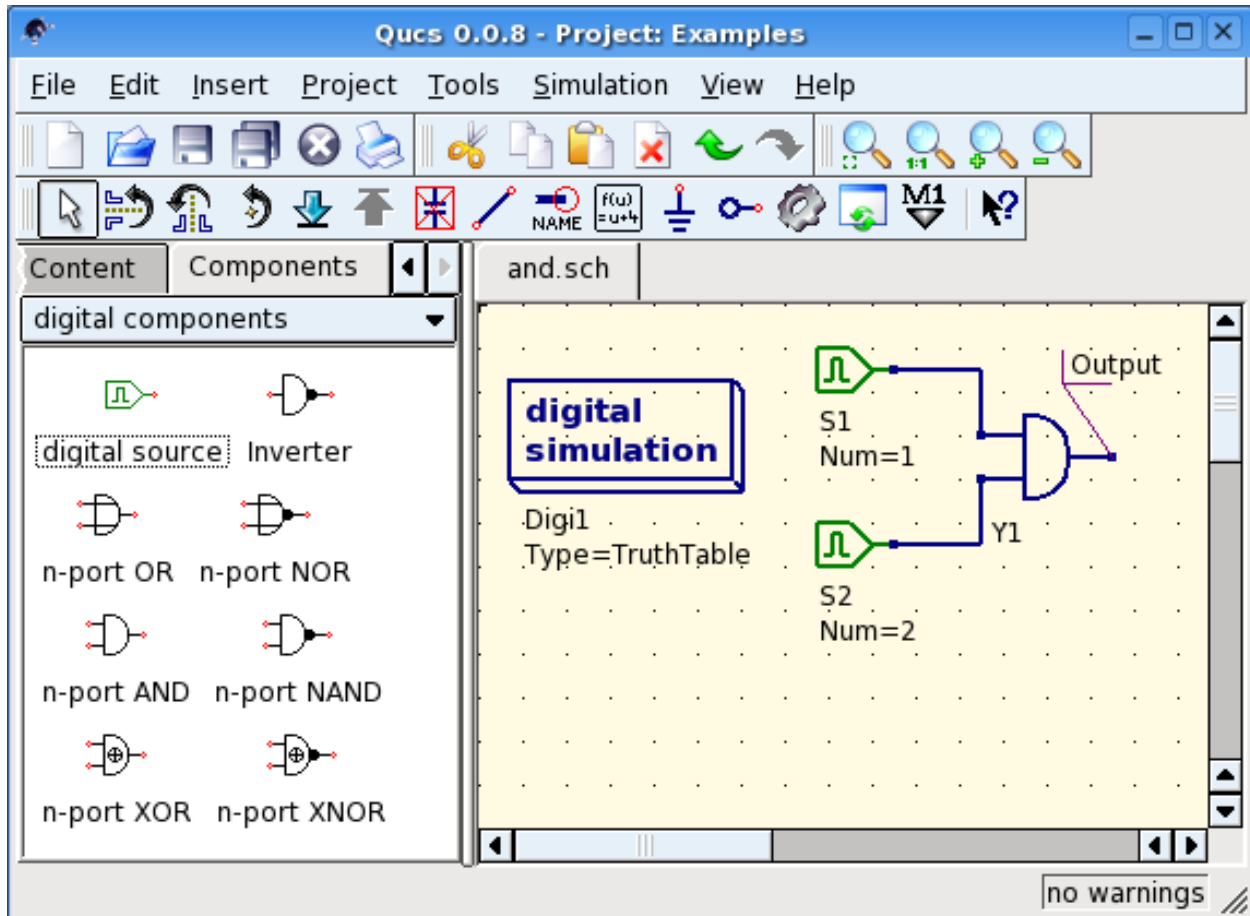 Qucs 0.0.8 - Project: Examples
File Edit Insert Project Tools Simulation View Help
1:1
NAME
f(u)
=u+4
M1
Content
Components
and.sch
digital components
digital source
Inverter
n-port OR
n-port NOR
n-port AND
n-port NAND
n-port XOR
n-port XNOR
digital
simulation
Digi1
Type=TruthTable
S1
Num=1
S2
Num=2
Y1
Output
no warnings